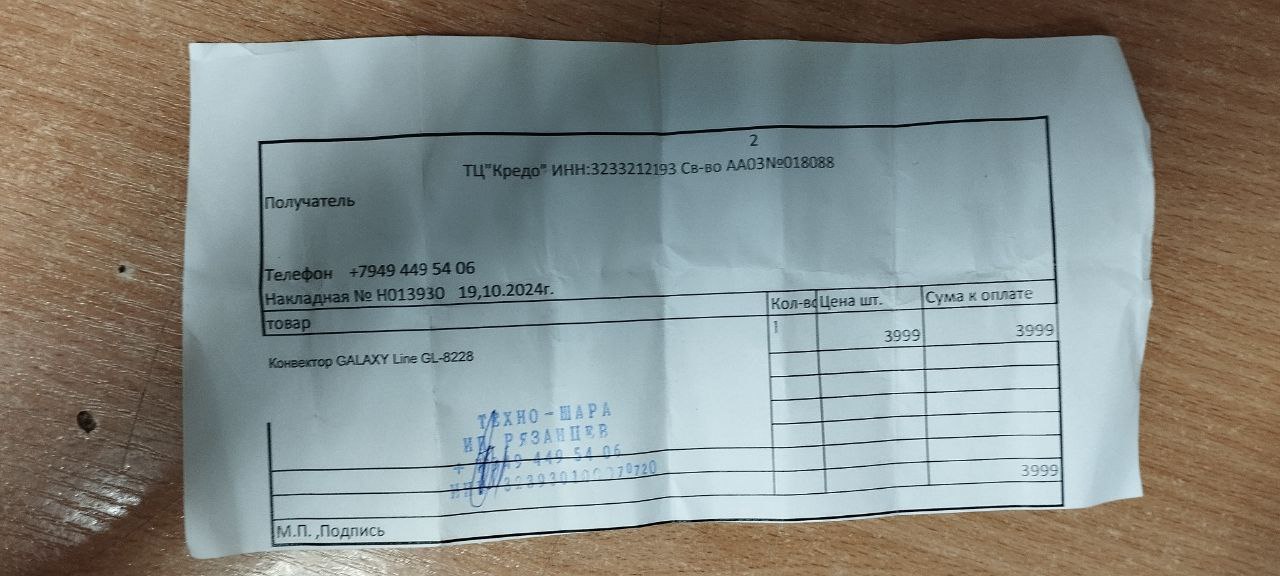 2
ТЦ"Кредо" ИНН:3233212193 Св-во АА03№018088
Получатель
Телефон +7949 449 54 06
Накладная № Н013930 19,10.2024г.
товар Кол-во Цена шт. Сума к оплате
Конвектор GALAXY Line GL-8228 1 3999 3999
ТЕХНО-ШАРА
ИП РЯЗАНЦЕВ
+ 7949 449 54 06
3999
М.П. ,Подпись